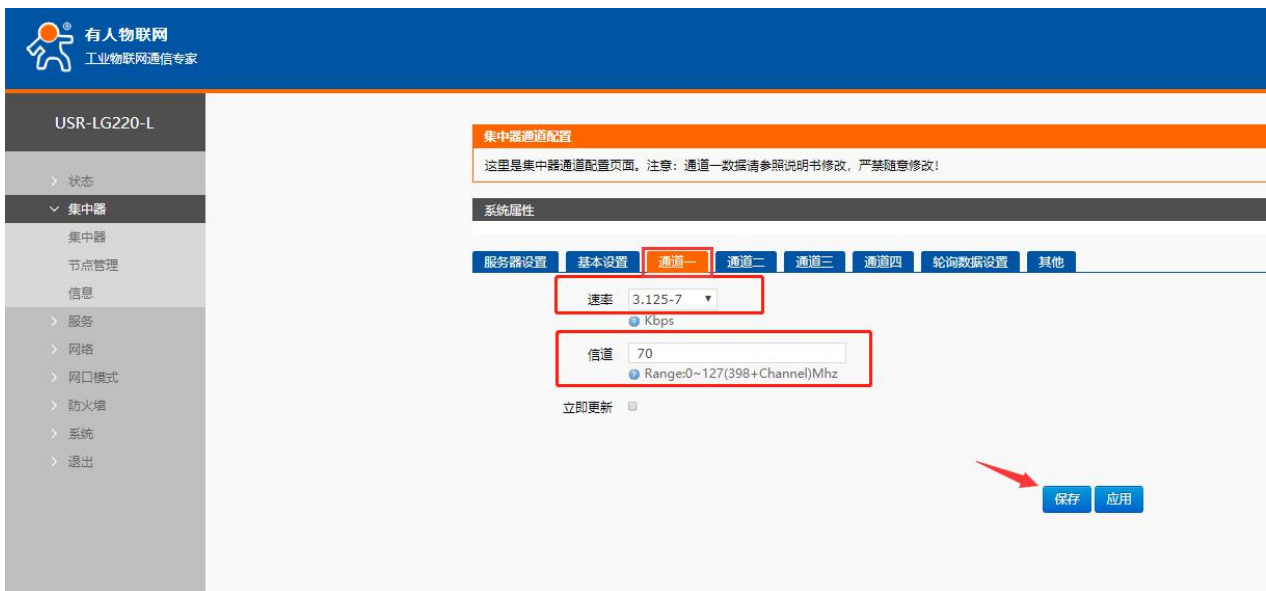 有人物联网
工业物联网通信专家
USR-LG220-L
状态
集中器
集中器
节点管理
信息
服务
网络
网口模式
防火墙
系统
退出
集中器通道配置
这里是集中器通道配置页面。注意：通道一数据请参照说明书修改，严禁随意修改!
系统属性
服务器设置 基本设置 通道一 通道二 通道三 通道四 轮询数据设置 其他
速率 3.125-7
Kbps
信道 70
Range:0~127(398+Channel)Mhz
立即更新
保存 应用